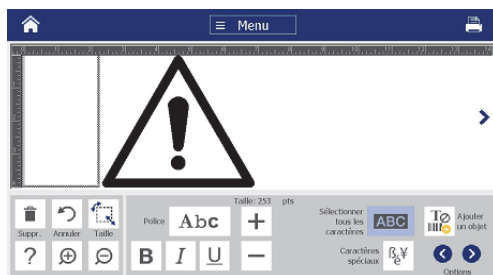 ≡ Menu
Taille: 253 pts
Suppr. Annuler Taille
Police Abc
Sélectionner tous les caractères
ABC
Ajouter un objet
? B I U
Caractères spéciaux
Options